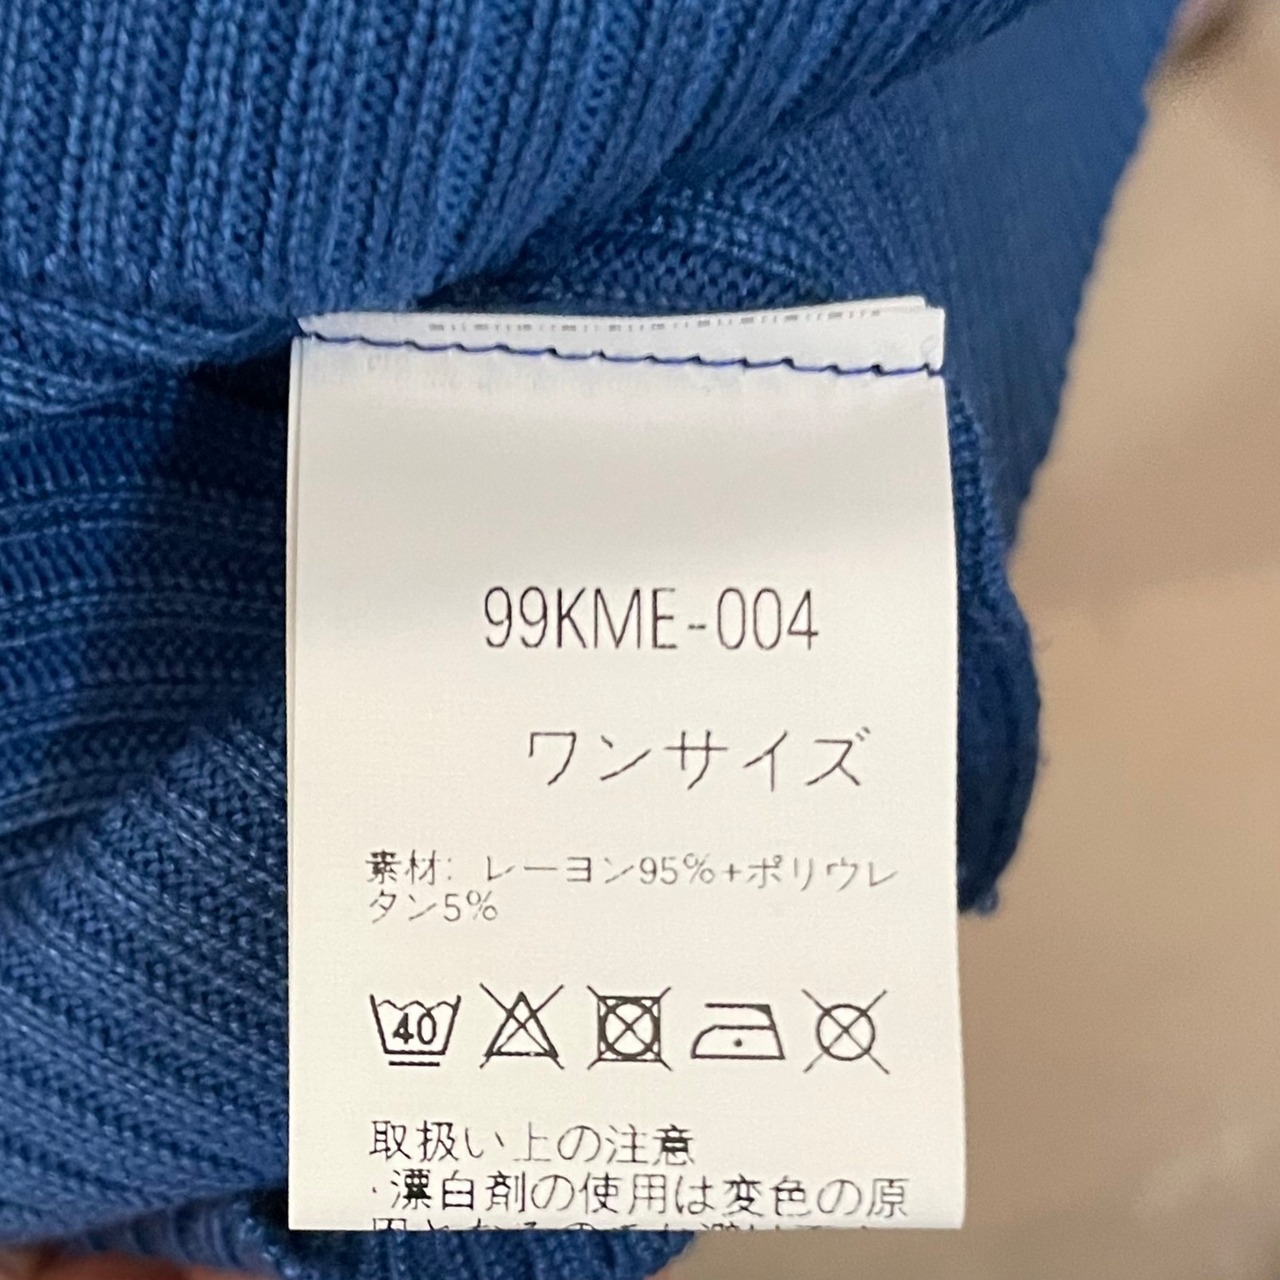 99KME-004
ワンサイズ
素材: レーヨン95%+ポリウレ
タン5%
40
取扱い上の注意
・漂白剤の使用は変色の原